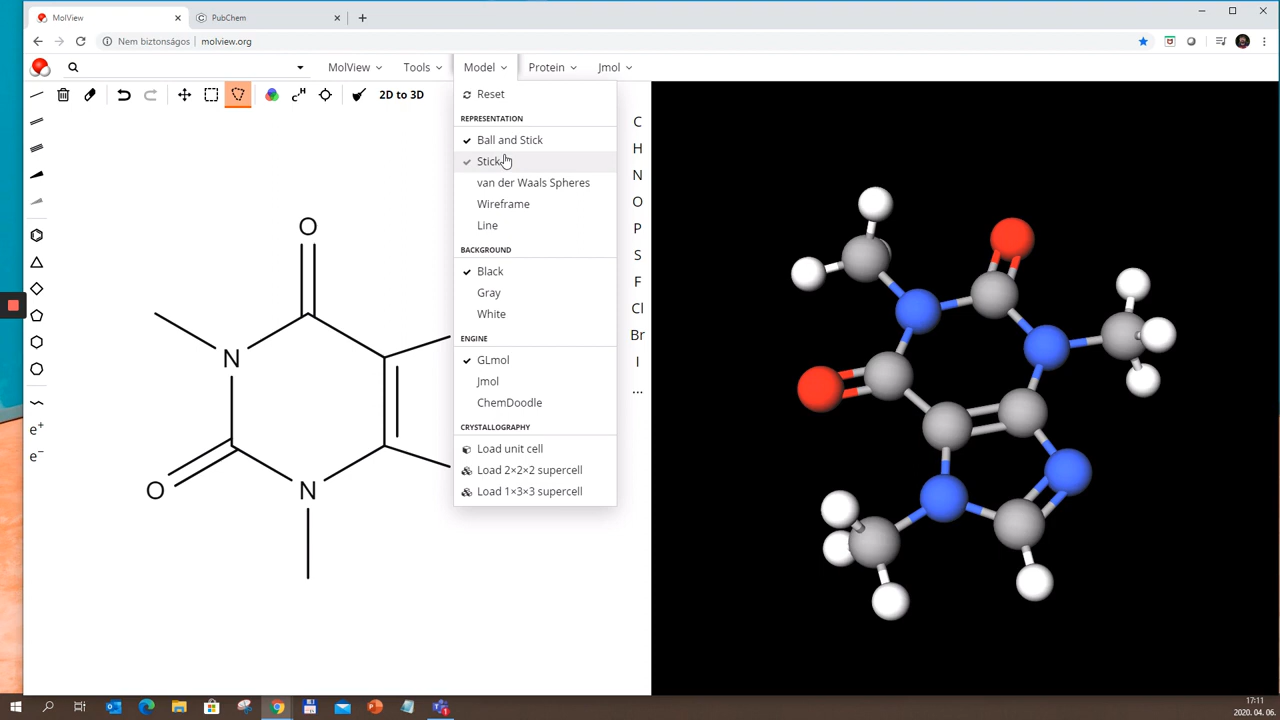 MolView
PubChem
Nem biztonságos
molview.org
MolView
Tools
Model
Protein
Jmol
2D to 3D
Reset
REPRESENTATION
Ball and Stick
Stick
van der Waals Spheres
Wireframe
Line
BACKGROUND
Black
Gray
White
ENGINE
GLmol
Jmol
ChemDoodle
CRYSTALLOGRAPHY
Load unit cell
Load 2×2×2 supercell
Load 1×3×3 supercell
C
H
N
O
P
S
F
Cl
Br
I
...
e+
e−
C H
O
N
O
N
17:11
2020. 04. 06.